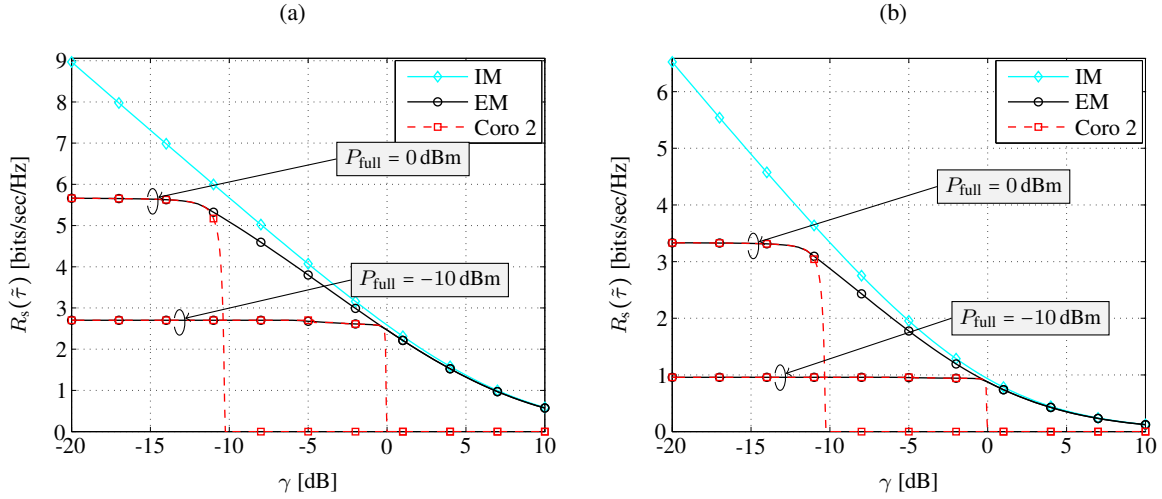 (a)
9
8
7
6
5
4
3
2
1
0
-20
-15
-10
-5
0
5
10
γ [dB]
R_s(τ̃) [bits/sec/Hz]
IM
EM
Coro 2
P_full = 0 dBm
P_full = −10 dBm
(b)
6
5
4
3
2
1
0
-20
-15
-10
-5
0
5
10
γ [dB]
R_s(τ̃) [bits/sec/Hz]
IM
EM
Coro 2
P_full = 0 dBm
P_full = −10 dBm